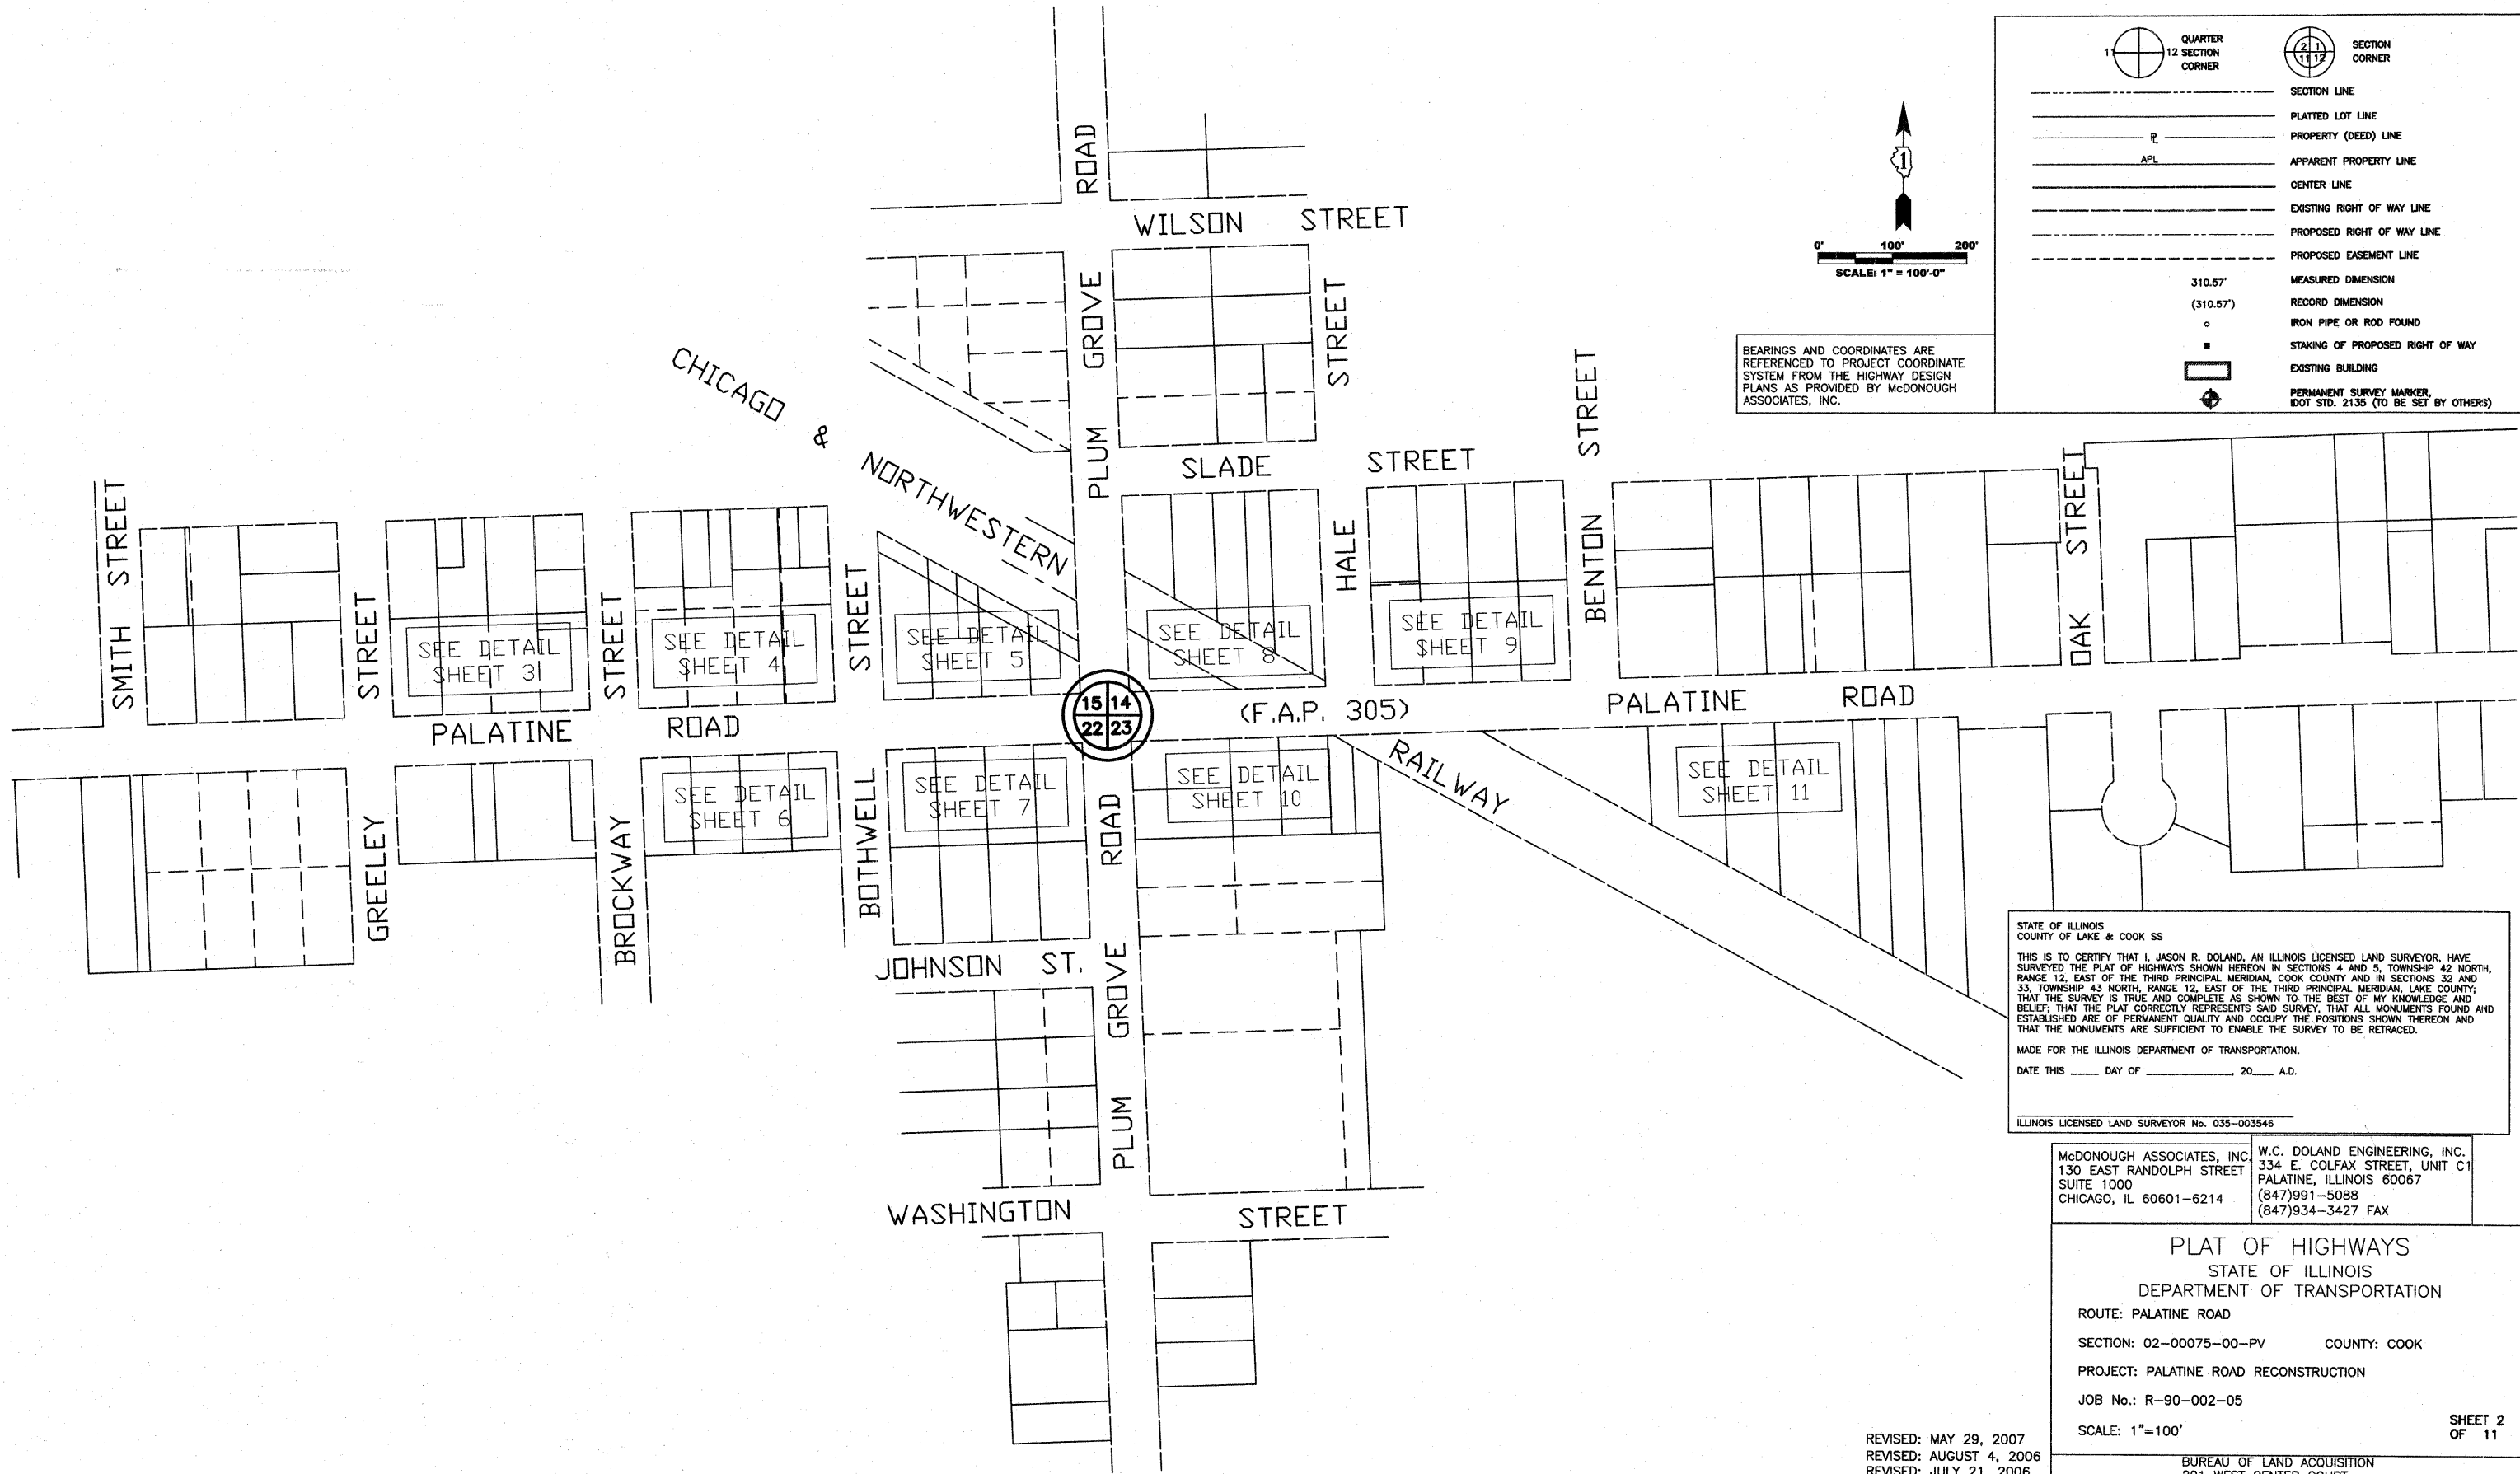 11
12
QUARTER
SECTION
CORNER
2 1
11 12
SECTION
CORNER
SECTION LINE
PLATTED LOT LINE
PL PROPERTY (DEED) LINE
APL APPARENT PROPERTY LINE
CENTER LINE
EXISTING RIGHT OF WAY LINE
PROPOSED RIGHT OF WAY LINE
PROPOSED EASEMENT LINE
310.57' MEASURED DIMENSION
(310.57') RECORD DIMENSION
IRON PIPE OR ROD FOUND
STAKING OF PROPOSED RIGHT OF WAY
EXISTING BUILDING
PERMANENT SURVEY MARKER,
IDOT STD. 2135 (TO BE SET BY OTHERS)
1
0' 100' 200'
SCALE: 1" = 100'-0"
BEARINGS AND COORDINATES ARE
REFERENCED TO PROJECT COORDINATE
SYSTEM FROM THE HIGHWAY DESIGN
PLANS AS PROVIDED BY McDONOUGH
ASSOCIATES, INC.
PLUM GROVE ROAD
WILSON STREET
CHICAGO & NORTHWESTERN
SLADE STREET
HALE STREET
BENTON STREET
OAK STREET
SMITH STREET
GREELEY STREET
BROCKWAY STREET
BOTHWELL STREET
SEE DETAIL
SHEET 3
SEE DETAIL
SHEET 4
SEE DETAIL
SHEET 5
SEE DETAIL
SHEET 8
SEE DETAIL
SHEET 9
15 14
22 23
PALATINE ROAD
(F.A.P. 305)
PALATINE ROAD
RAILWAY
SEE DETAIL
SHEET 6
SEE DETAIL
SHEET 7
SEE DETAIL
SHEET 10
SEE DETAIL
SHEET 11
JOHNSON ST.
PLUM GROVE ROAD
WASHINGTON STREET
STATE OF ILLINOIS
COUNTY OF LAKE & COOK SS
THIS IS TO CERTIFY THAT I, JASON R. DOLAND, AN ILLINOIS LICENSED LAND SURVEYOR, HAVE
SURVEYED THE PLAT OF HIGHWAYS SHOWN HEREON IN SECTIONS 4 AND 5, TOWNSHIP 42 NORTH,
RANGE 12, EAST OF THE THIRD PRINCIPAL MERIDIAN, COOK COUNTY AND IN SECTIONS 32 AND
33, TOWNSHIP 43 NORTH, RANGE 12, EAST OF THE THIRD PRINCIPAL MERIDIAN, LAKE COUNTY;
THAT THE SURVEY IS TRUE AND COMPLETE AS SHOWN TO THE BEST OF MY KNOWLEDGE AND
BELIEF; THAT THE PLAT CORRECTLY REPRESENTS SAID SURVEY, THAT ALL MONUMENTS FOUND AND
ESTABLISHED ARE OF PERMANENT QUALITY AND OCCUPY THE POSITIONS SHOWN THEREON AND
THAT THE MONUMENTS ARE SUFFICIENT TO ENABLE THE SURVEY TO BE RETRACED.
MADE FOR THE ILLINOIS DEPARTMENT OF TRANSPORTATION.
DATE THIS ____ DAY OF ____________, 20___ A.D.
ILLINOIS LICENSED LAND SURVEYOR No. 035-003546
McDONOUGH ASSOCIATES, INC.
130 EAST RANDOLPH STREET
SUITE 1000
CHICAGO, IL 60601-6214
W.C. DOLAND ENGINEERING, INC.
334 E. COLFAX STREET, UNIT C1
PALATINE, ILLINOIS 60067
(847)991-5088
(847)934-3427 FAX
PLAT OF HIGHWAYS
STATE OF ILLINOIS
DEPARTMENT OF TRANSPORTATION
ROUTE: PALATINE ROAD
SECTION: 02-00075-00-PV COUNTY: COOK
PROJECT: PALATINE ROAD RECONSTRUCTION
JOB No.: R-90-002-05
SCALE: 1"=100'
SHEET 2
OF 11
REVISED: MAY 29, 2007
REVISED: AUGUST 4, 2006
REVISED: JULY 21, 2006
BUREAU OF LAND ACQUISITION
201 WEST CENTER COURT